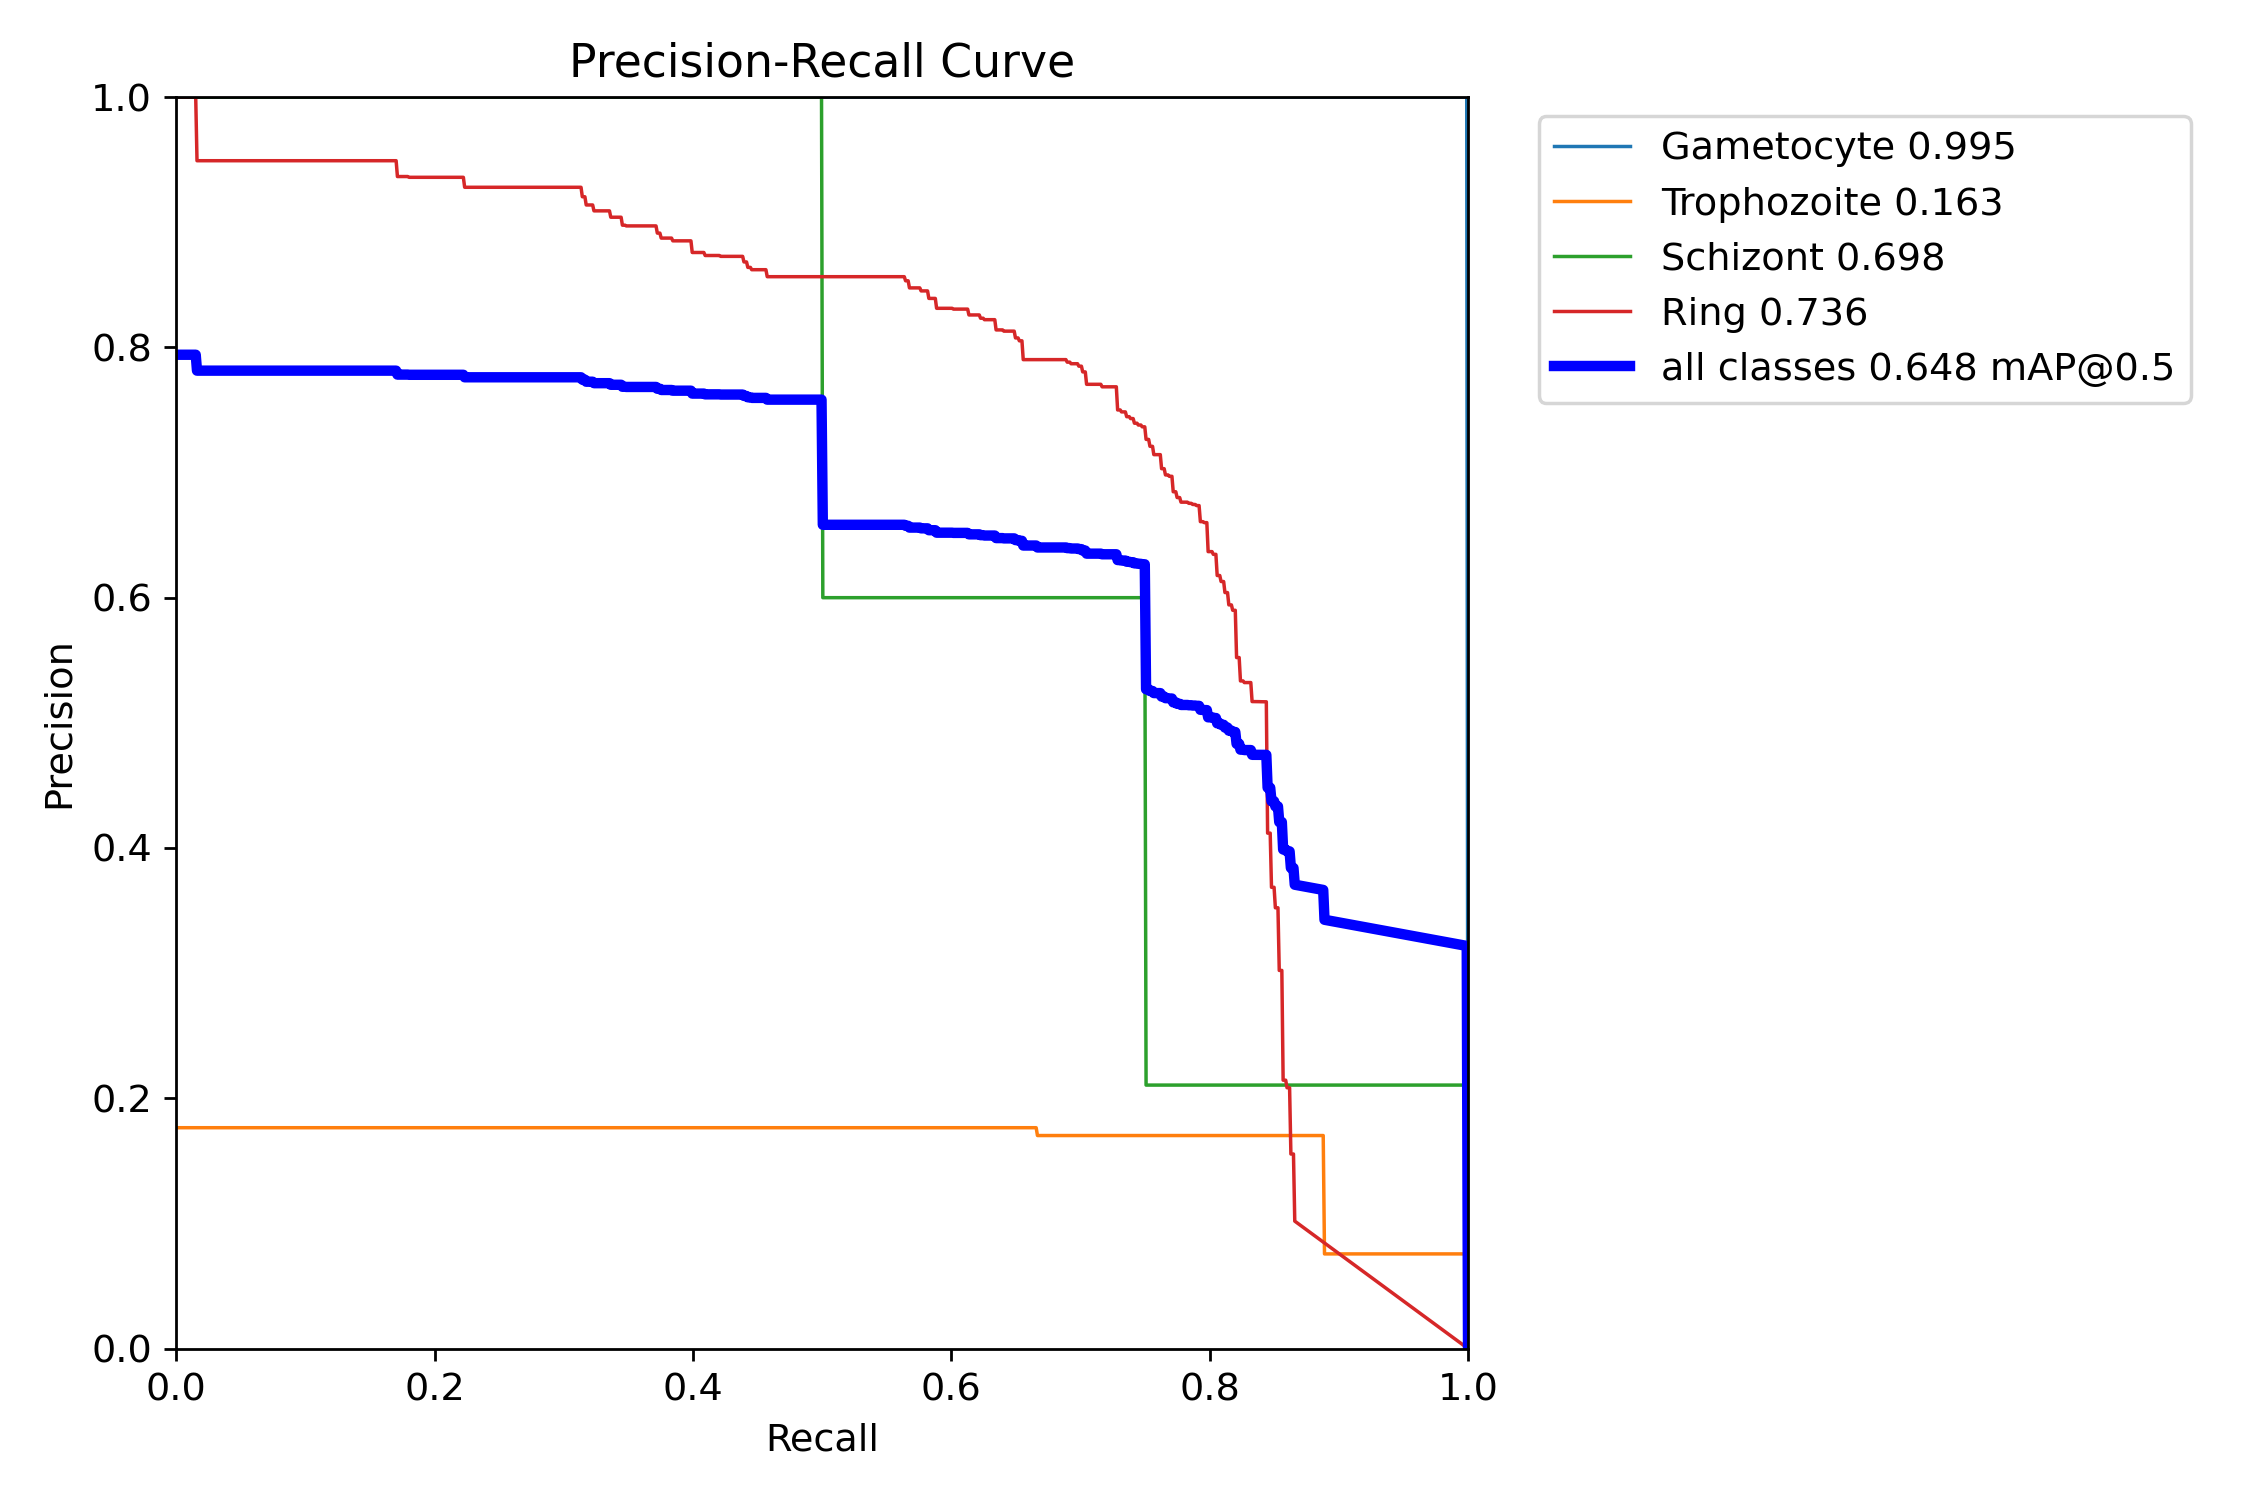 Precision-Recall Curve
1.0
0.8
0.6
0.4
0.2
0.0
Precision
0.0 0.2 0.4 0.6 0.8 1.0
Recall
Gametocyte 0.995
Trophozoite 0.163
Schizont 0.698
Ring 0.736
all classes 0.648 mAP@0.5